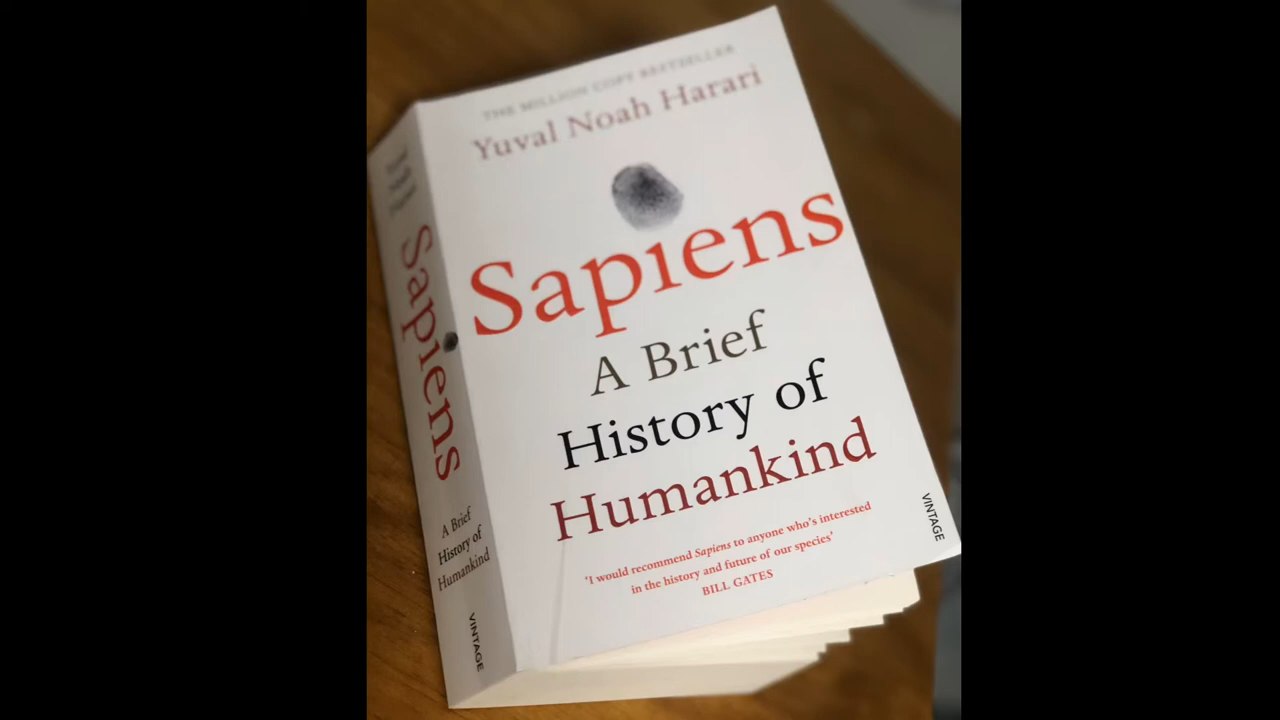 THE MILLION COPY BESTSELLER
Yuval Noah Harari
Sapiens
A Brief
History of
Humankind
'I would recommend Sapiens to anyone who's interested
in the history and future of our species'
BILL GATES
VINTAGE
Sapiens
A Brief
History of
Humankind
VINTAGE